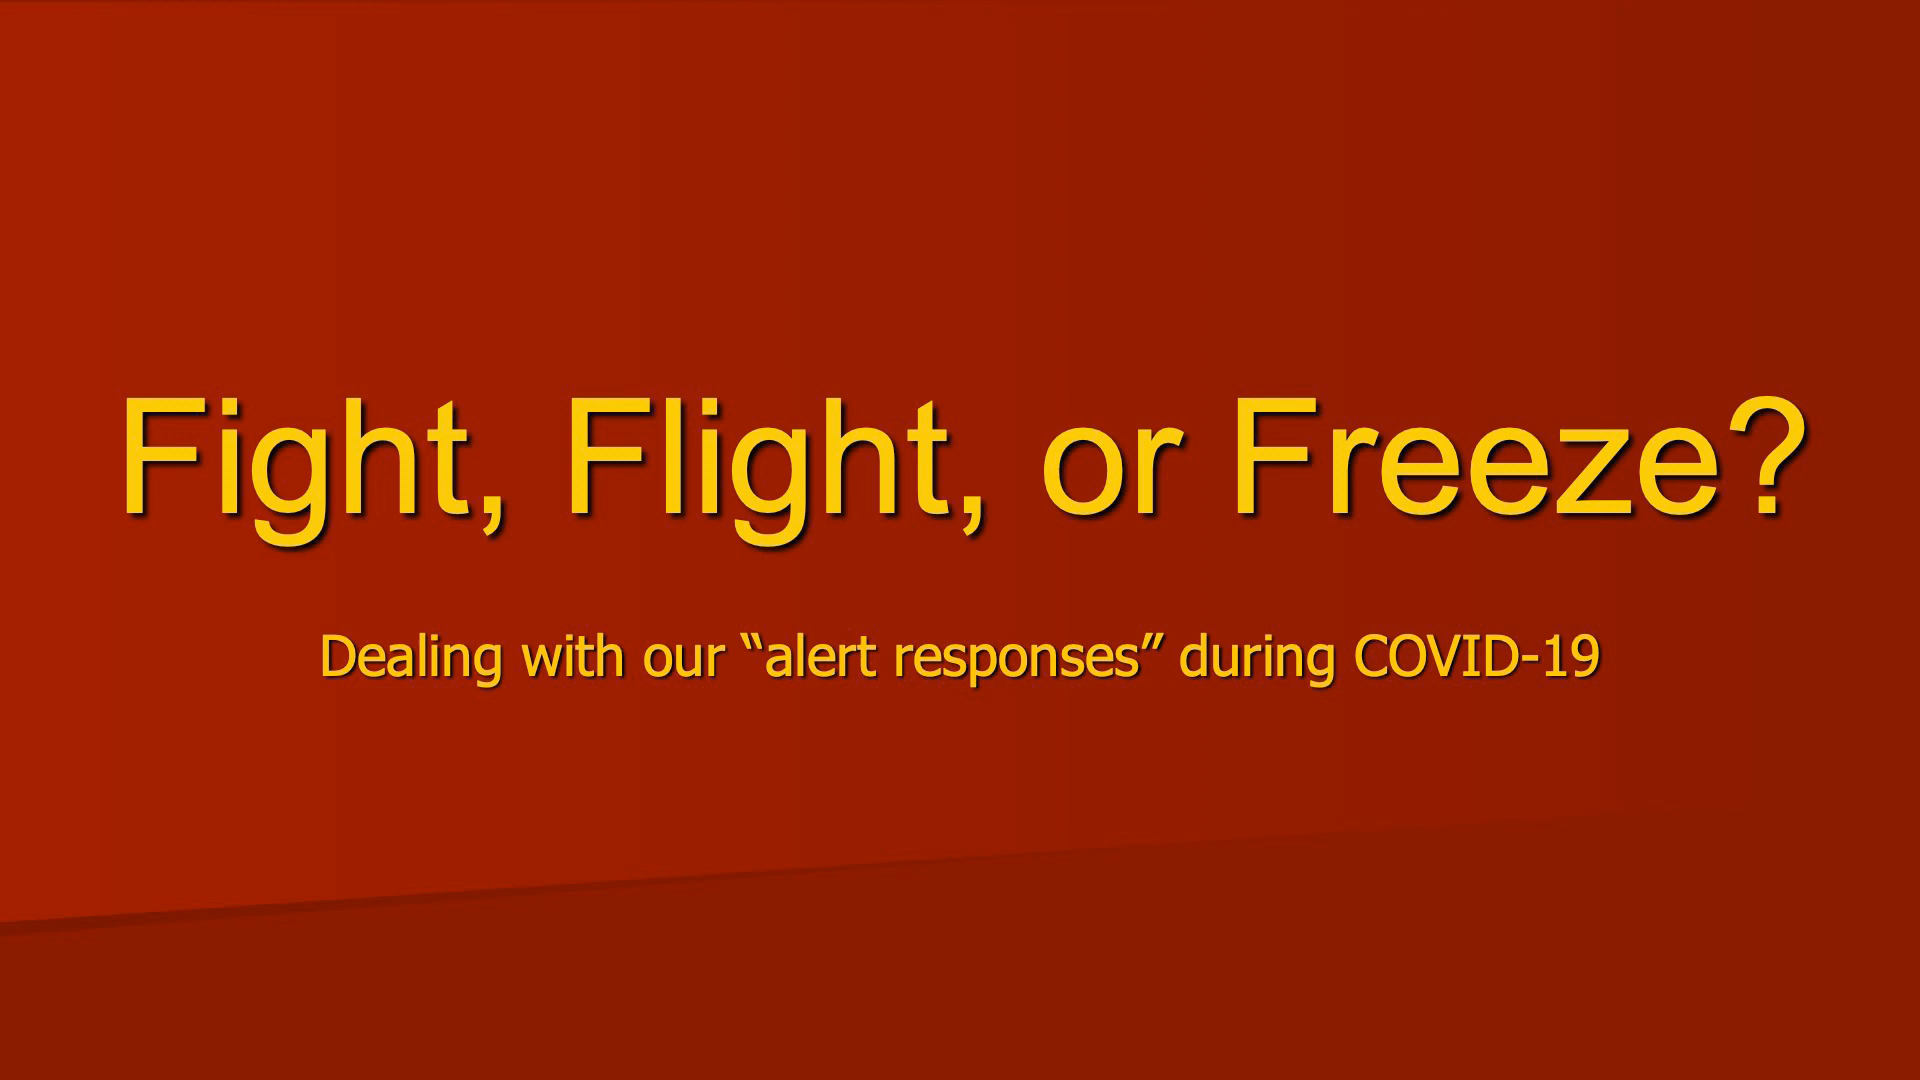 Fight, Flight, or Freeze?
Dealing with our “alert responses” during COVID-19